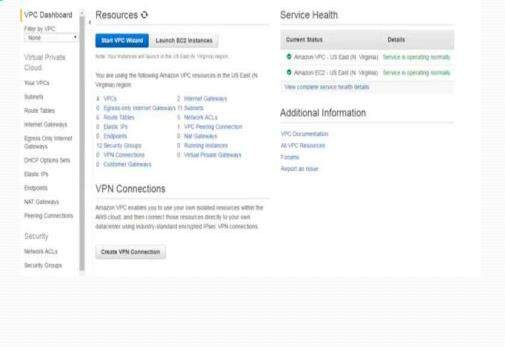 VPC Dashboard
Filter by VPC:
None
Virtual Private
Cloud
Your VPCs
Subnets
Route Tables
Internet Gateways
Egress Only Internet
Gateways
DHCP Options Sets
Elastic IPs
Endpoints
NAT Gateways
Peering Connections
Security
Network ACLs
Security Groups
Resources
Start VPC Wizard
Launch EC2 Instances
Note: Your Instances will launch in the US East (N. Virginia) region.
You are using the following Amazon VPC resources in the US East (N.
Virginia) region:
4 VPCs
2 Internet Gateways
0 Egress-only Internet Gateways
11 Subnets
6 Route Tables
5 Network ACLs
0 Elastic IPs
1 VPC Peering Connection
0 Endpoints
0 Nat Gateways
12 Security Groups
0 Running Instances
0 VPN Connections
0 Virtual Private Gateways
0 Customer Gateways
VPN Connections
Amazon VPC enables you to use your own isolated resources within the
AWS cloud, and then connect those resources directly to your own
datacenter using industry-standard encrypted IPsec VPN connections.
Create VPN Connection
Service Health
Current Status
Details
Amazon VPC - US East (N. Virginia)
Service is operating normally
Amazon EC2 - US East (N. Virginia)
Service is operating normally
View complete service health details
Additional Information
VPC Documentation
All VPC Resources
Forums
Report an Issue